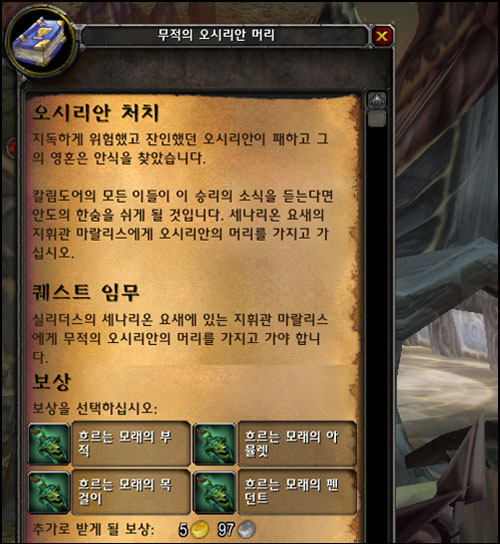 무적의 오시리안 머리
오시리안 처치
지독하게 위험했고 잔인했던 오시리안이 패하고 그
의 영혼은 안식을 찾았습니다.
칼림도어의 모든 이들이 이 승리의 소식을 듣는다면
안도의 한숨을 쉬게 될 것입니다. 세나리온 요새의
지휘관 마랄리스에게 오시리안의 머리를 가지고 가
십시오.
퀘스트 임무
실리더스의 세나리온 요새에 있는 지휘관 마랄리스
에게 무적의 오시리안의 머리를 가지고 가야 합니
다.
보상
보상을 선택하십시오:
흐르는 모래의 부
적
흐르는 모래의 아
뮬렛
흐르는 모래의 목
걸이
흐르는 모래의 펜
던트
추가로 받게 될 보상: 5 97